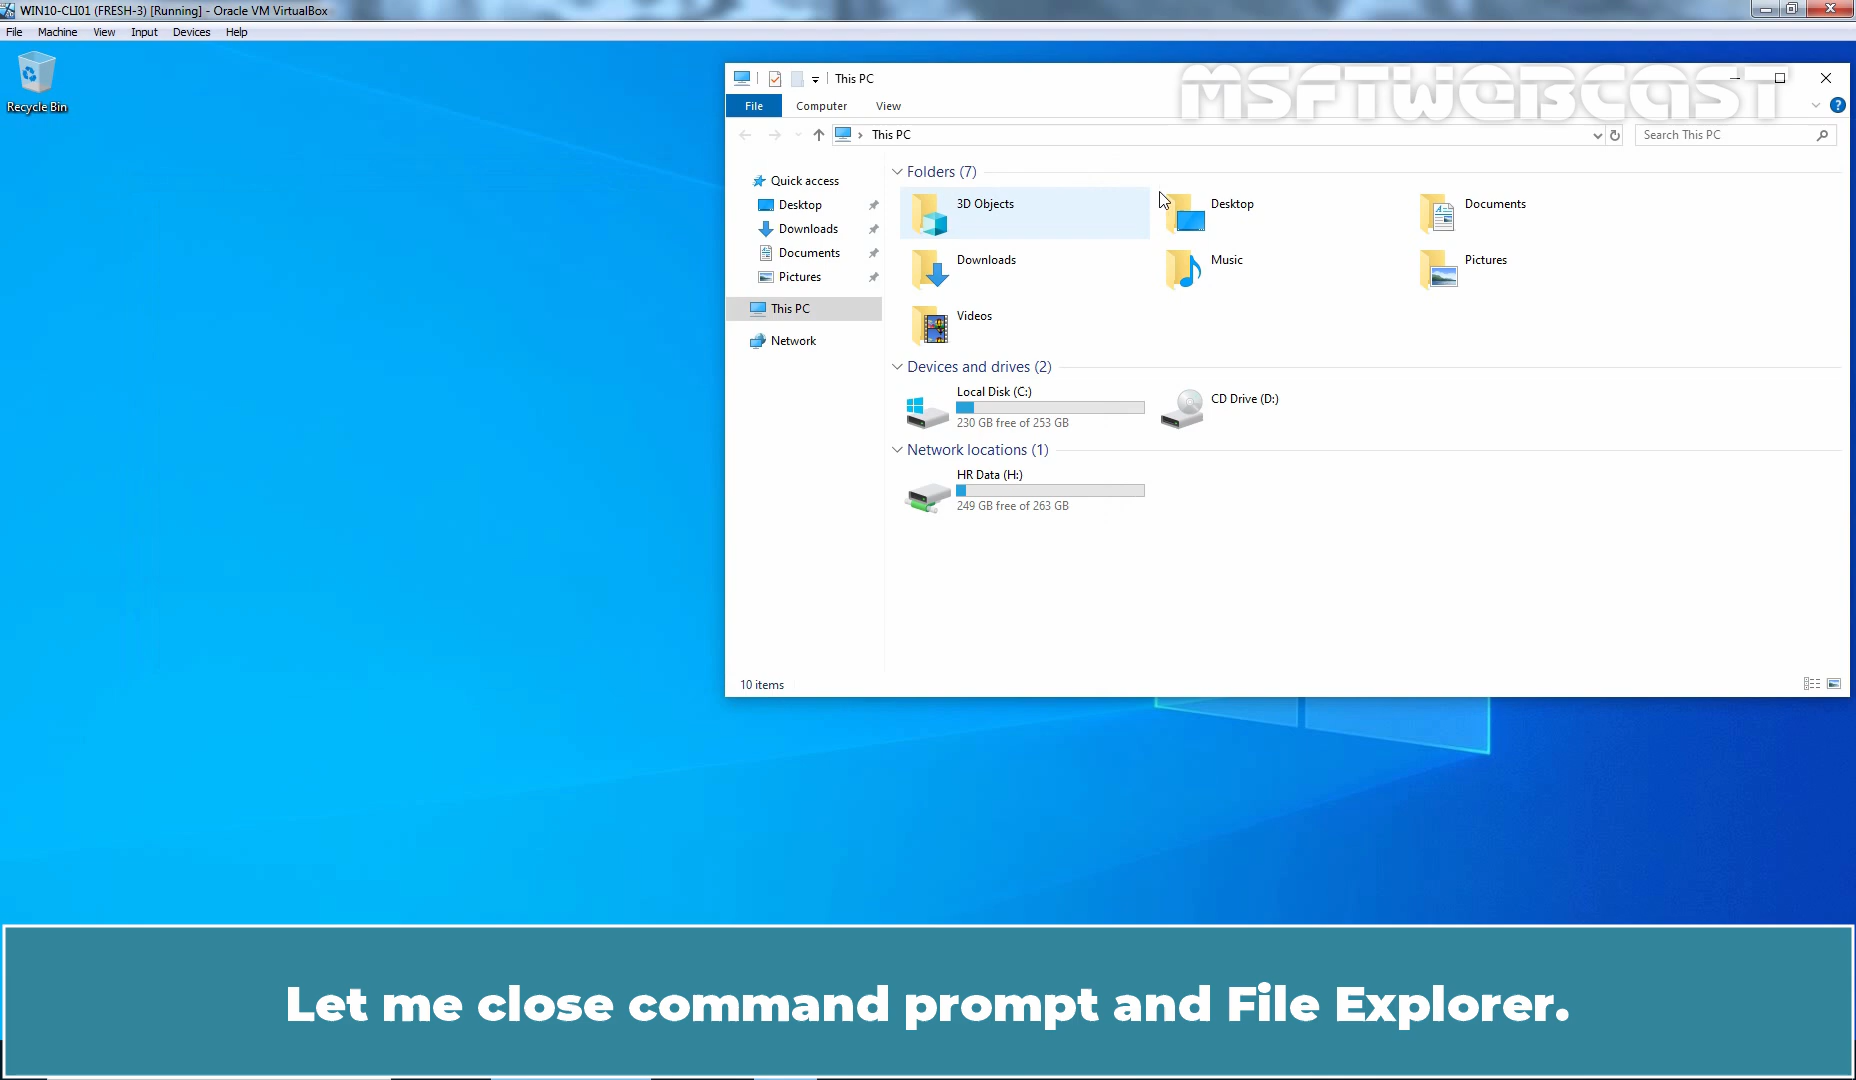 WIN10-CLI01 (FRESH-3) [Running] - Oracle VM VirtualBox
File Machine View Input Devices Help
Recycle Bin
This PC
MSFTWEBCAST
File Computer View
This PC
Search This PC
Quick access
Desktop
Downloads
Documents
Pictures
This PC
Network
Folders (7)
3D Objects
Desktop
Documents
Downloads
Music
Pictures
Videos
Devices and drives (2)
Local Disk (C:)
230 GB free of 253 GB
CD Drive (D:)
Network locations (1)
HR Data (H:)
249 GB free of 263 GB
10 items
Let me close command prompt and File Explorer.